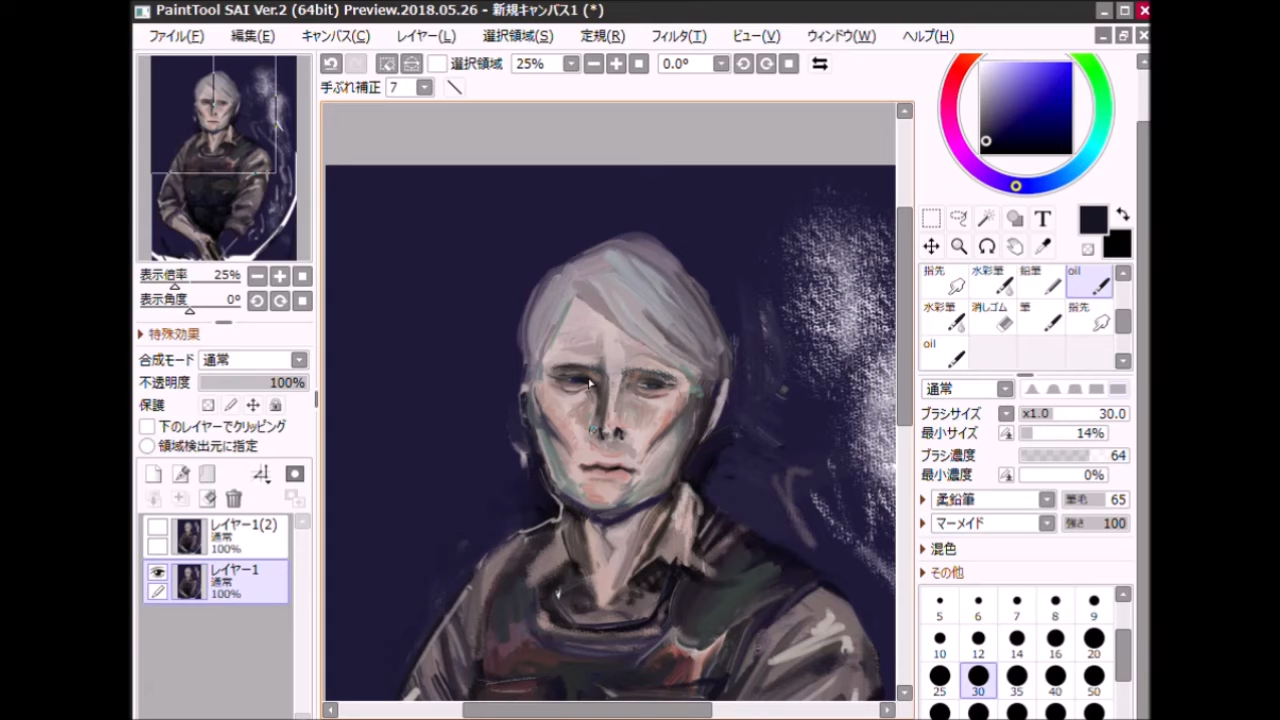 PaintTool SAI Ver.2 (64bit) Preview.2018.05.26 - 新規キャンバス1 (*)
ファイル(F) 編集(E) キャンバス(C) レイヤー(L) 選択領域(S) 定規(R) フィルタ(T) ビュー(V) ウィンドウ(W) ヘルプ(H)
選択領域 25% 0.0°
手ぶれ補正 7
表示倍率 25%
表示角度 0°
特殊効果
合成モード 通常
不透明度 100%
保護
下のレイヤーでクリッピング
領域検出元に指定
レイヤー1(2)
通常
100%
レイヤー1
通常
100%
T
指先 水彩筆 鉛筆 oil
水彩筆 消しゴム 筆 指先
oil
通常
ブラシサイズ x1.0 30.0
最小サイズ 14%
ブラシ濃度 64
最小濃度 0%
柔鉛筆 筆毛 65
マーメイド 強さ 100
混色
その他
5 6 7 8 9
10 12 14 16 20
25 30 35 40 50